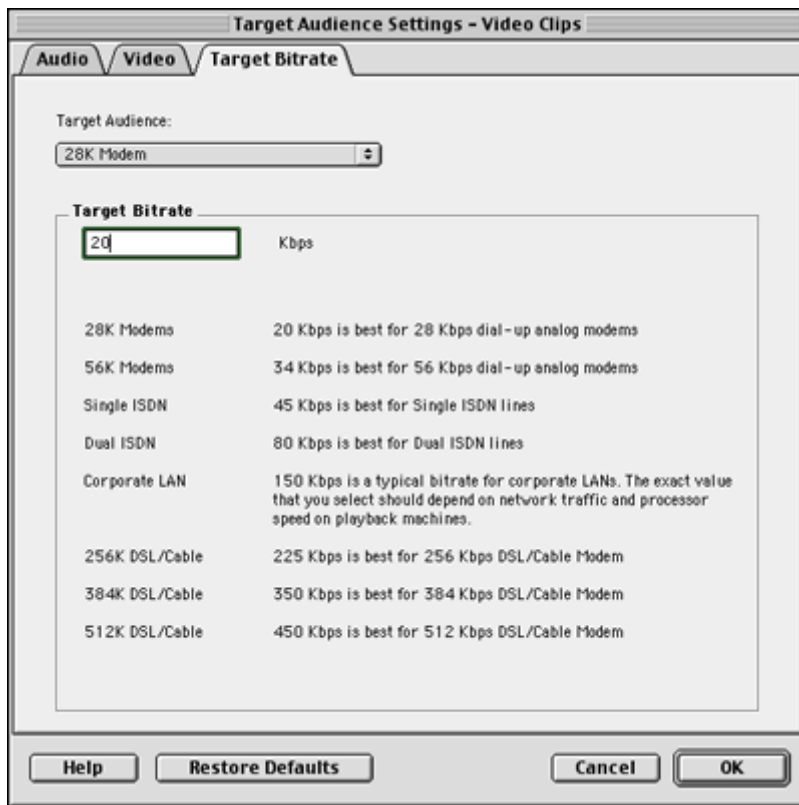 Target Audience Settings - Video Clips
Audio Video Target Bitrate
Target Audience:
28K Modem
Target Bitrate
20 Kbps
28K Modems 20 Kbps is best for 28 Kbps dial-up analog modems
56K Modems 34 Kbps is best for 56 Kbps dial-up analog modems
Single ISDN 45 Kbps is best for Single ISDN lines
Dual ISDN 80 Kbps is best for Dual ISDN lines
Corporate LAN 150 Kbps is a typical bitrate for corporate LANs. The exact value
that you select should depend on network traffic and processor
speed on playback machines.
256K DSL/Cable 225 Kbps is best for 256 Kbps DSL/Cable Modem
384K DSL/Cable 350 Kbps is best for 384 Kbps DSL/Cable Modem
512K DSL/Cable 450 Kbps is best for 512 Kbps DSL/Cable Modem
Help Restore Defaults Cancel OK